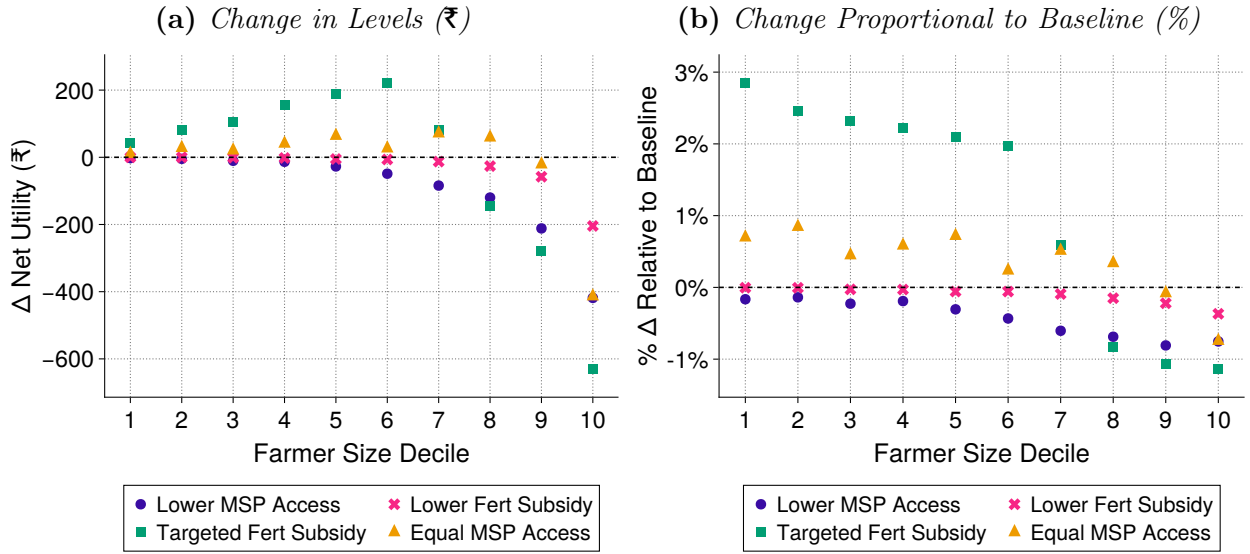 (a) Change in Levels (₹)
Δ Net Utility (₹)
200
0
−200
−400
−600
1 2 3 4 5 6 7 8 9 10
Farmer Size Decile
Lower MSP Access
Lower Fert Subsidy
Targeted Fert Subsidy
Equal MSP Access
(b) Change Proportional to Baseline (%)
% Δ Relative to Baseline
3%
2%
1%
0%
-1%
1 2 3 4 5 6 7 8 9 10
Farmer Size Decile
Lower MSP Access
Lower Fert Subsidy
Targeted Fert Subsidy
Equal MSP Access